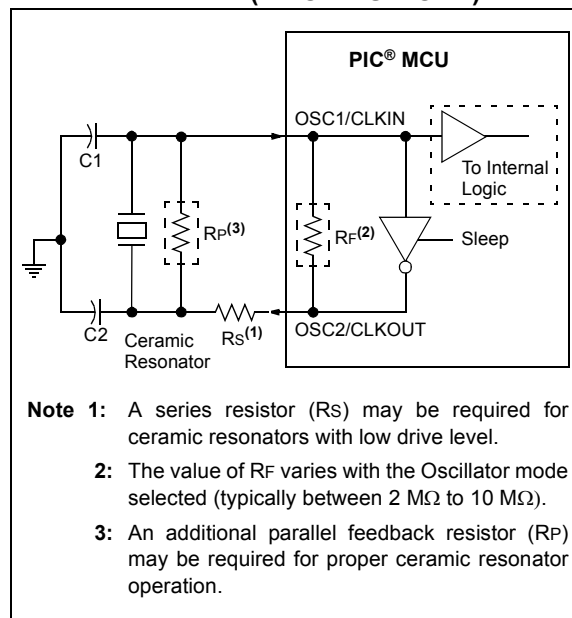 PIC® MCU
OSC1/CLKIN
C1
To Internal
Logic
RP(3)
RF(2)
Sleep
C2
Ceramic
Resonator
RS(1)
OSC2/CLKOUT
Note 1: A series resistor (RS) may be required for
ceramic resonators with low drive level.
2: The value of RF varies with the Oscillator mode
selected (typically between 2 MΩ to 10 MΩ).
3: An additional parallel feedback resistor (RP)
may be required for proper ceramic resonator
operation.